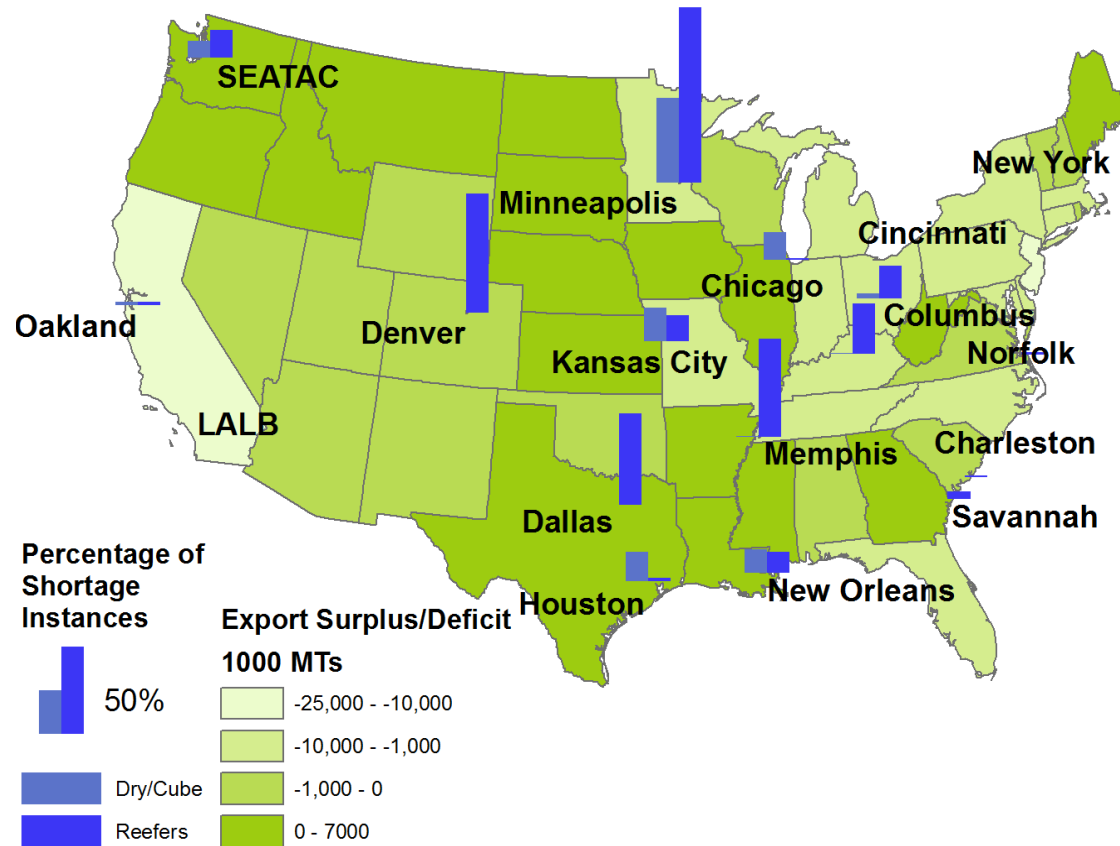 SEATAC
New York
Minneapolis
Cincinnati
Chicago
Oakland
Denver
Columbus
Kansas City
Norfolk
LALB
Memphis
Charleston
Dallas
Savannah
New Orleans
Houston
Percentage of
Shortage
Instances
50%
Dry/Cube
Reefers
Export Surplus/Deficit
1000 MTs
-25,000 - -10,000
-10,000 - -1,000
-1,000 - 0
0 - 7000